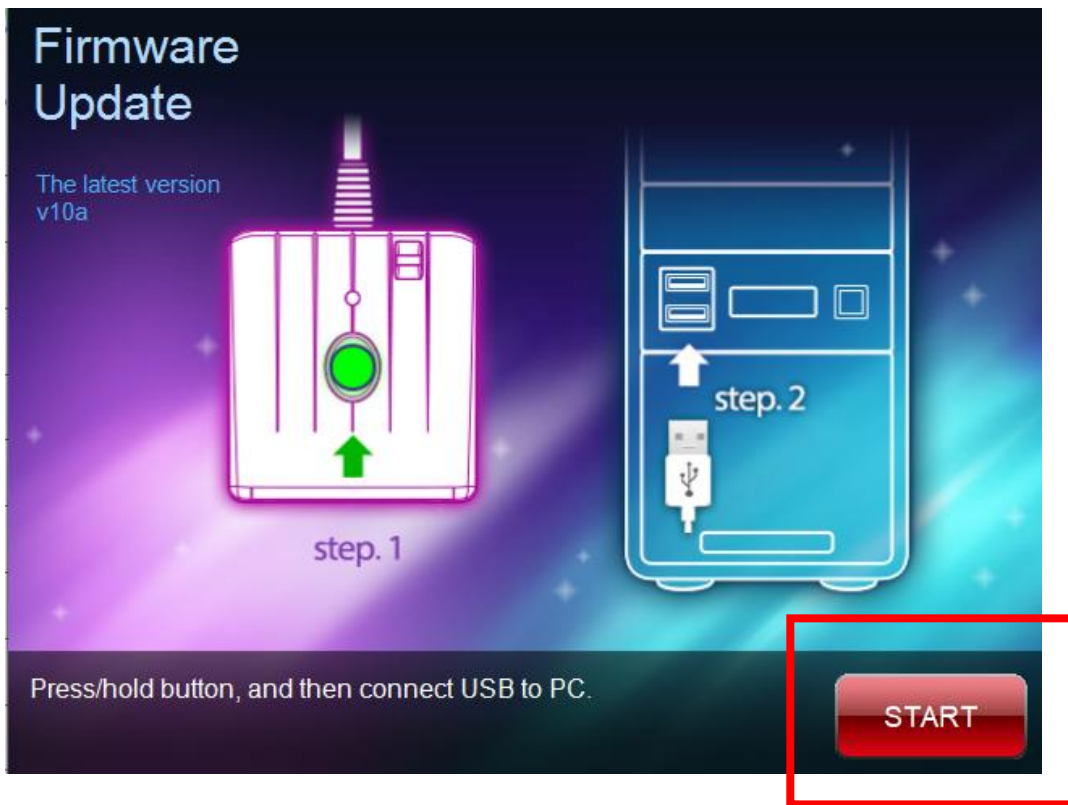 Firmware
Update
The latest version
v10a
step. 1
step. 2
Press/hold button, and then connect USB to PC.
START